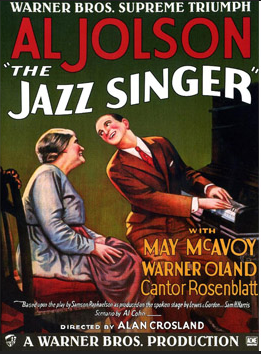 WARNER BROS. SUPREME TRIUMPH
AL JOLSON
"THE
JAZZ SINGER"
WITH
MAY McAVOY
WARNER OLAND
Cantor Rosenblatt
Based upon the play by Samson Raphaelson as produced on the spoken stage by Lewis & Gordon and Sam H. Harris
Scenario by Al Cohn
DIRECTED BY ALAN CROSLAND
A WARNER BROS. PRODUCTION